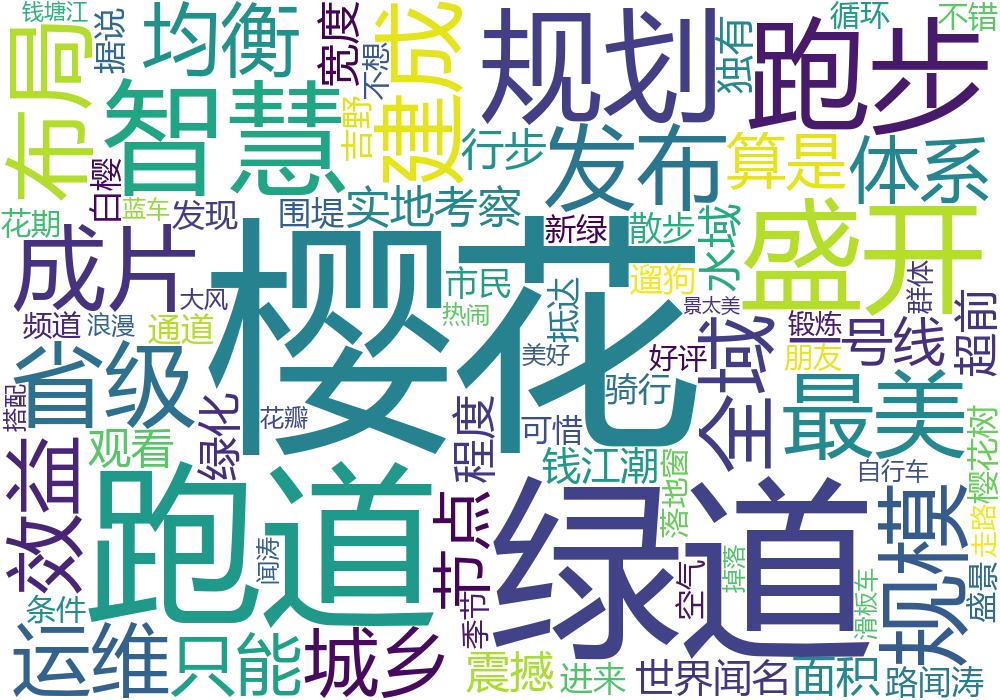 钱塘江
据说
均衡
宽度
不想
建成
规划
独有
循环
不错
跑步
布局
智慧
吉野
行步
发布
算是
体系
白樱
蓝车
花期
发现
围堤
实地考察
新绿
散步
水域
盛开
成片
樱花
市民
遛狗
大风
热闹
抵达
景太美
群体
频道
浪漫
通道
美好
好评
全域
锻炼
一号线
超前
朋友
省级
搭配
绿化
花瓣
程度
可惜
骑行
最美
观看
钱江潮
落地窗
自行车
樱花树
效益
跑道
节点
绿道
规模
走路
闻涛
掉落
空气
滑板车
盛景
条件
季节
运维
只能
城乡
震撼
进来
世界闻名
面积
路闻涛